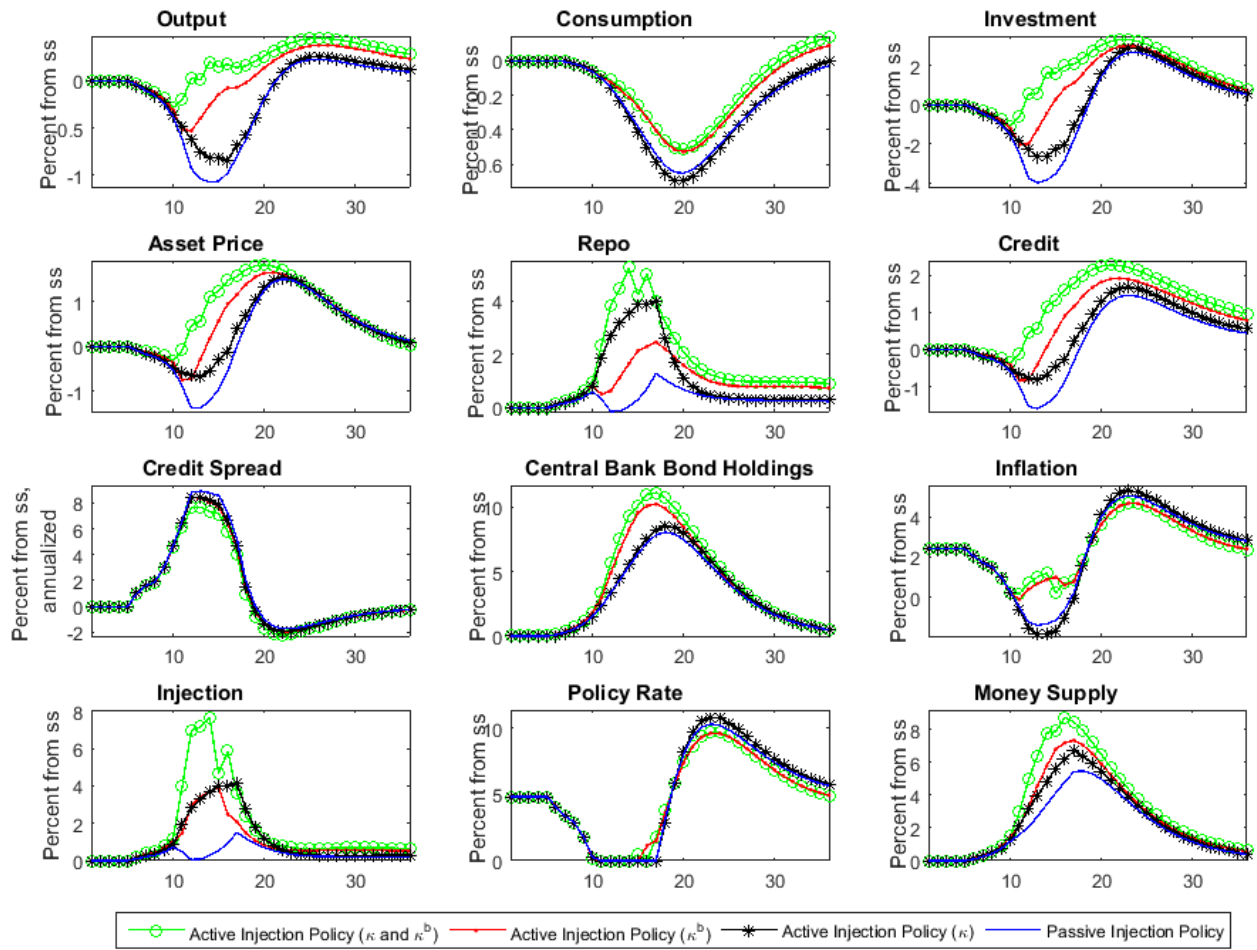 Output
Consumption
Investment
Percent from ss
0
-0.5
-1
10 20 30
Percent from ss
0
0.2
0.4
0.6
10 20 30
Percent from ss
2
0
-2
-4
10 20 30
Asset Price
Repo
Credit
Percent from ss
1
0
-1
10 20 30
Percent from ss
4
2
0
10 20 30
Percent from ss
2
1
0
-1
10 20 30
Credit Spread
Central Bank Bond Holdings
Inflation
Percent from ss,
annualized
8
6
4
2
0
-2
10 20 30
Percent from ss
10
5
0
10 20 30
Percent from ss
4
2
0
10 20 30
Injection
Policy Rate
Money Supply
Percent from ss
8
6
4
2
0
10 20 30
Percent from ss
10
5
0
10 20 30
Percent from ss
8
6
4
2
0
10 20 30
Active Injection Policy (κ and κᵇ) Active Injection Policy (κᵇ) Active Injection Policy (κ) Passive Injection Policy